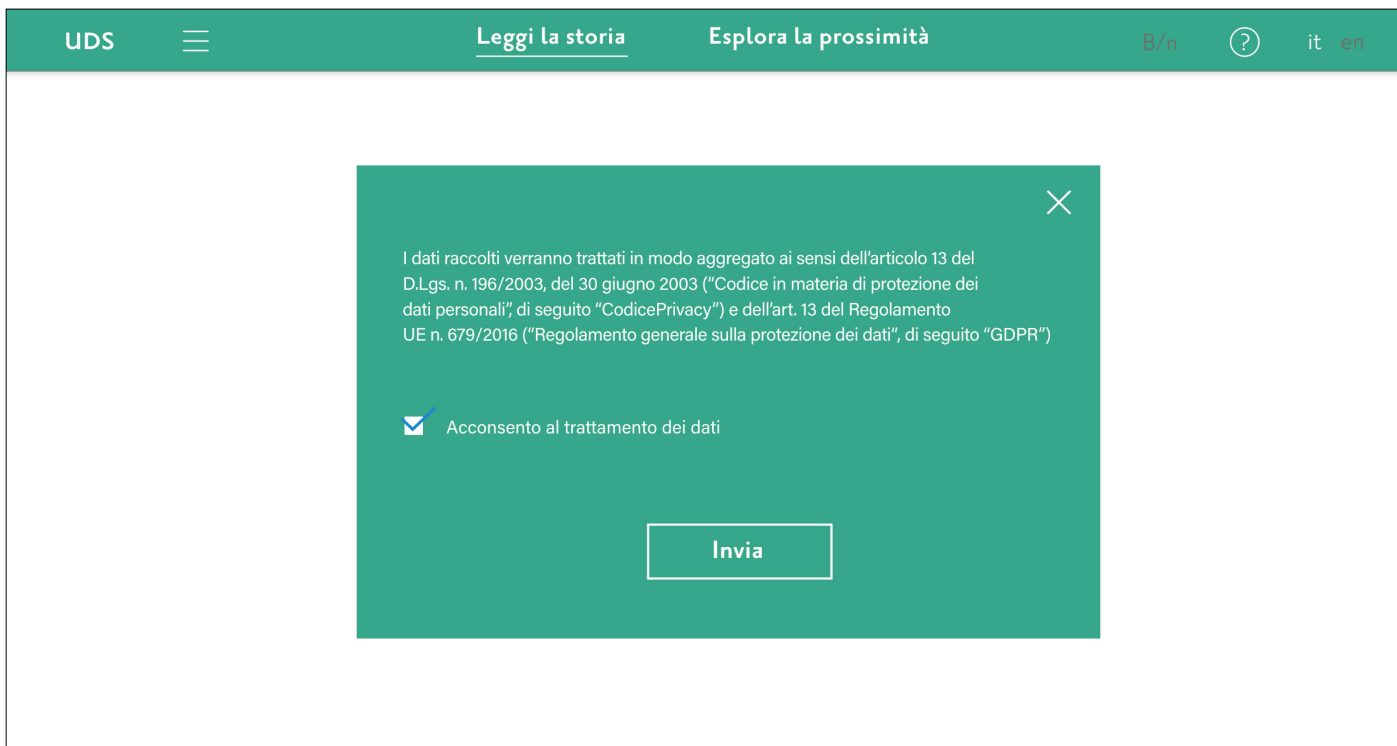 UDS Leggi la storia Esplora la prossimità B/n ? it en
I dati raccolti verranno trattati in modo aggregato ai sensi dell’articolo 13 del
D.Lgs. n. 196/2003, del 30 giugno 2003 (“Codice in materia di protezione dei
dati personali”, di seguito “CodicePrivacy”) e dell’art. 13 del Regolamento
UE n. 679/2016 (“Regolamento generale sulla protezione dei dati“, di seguito “GDPR”)
Acconsento al trattamento dei dati
Invia